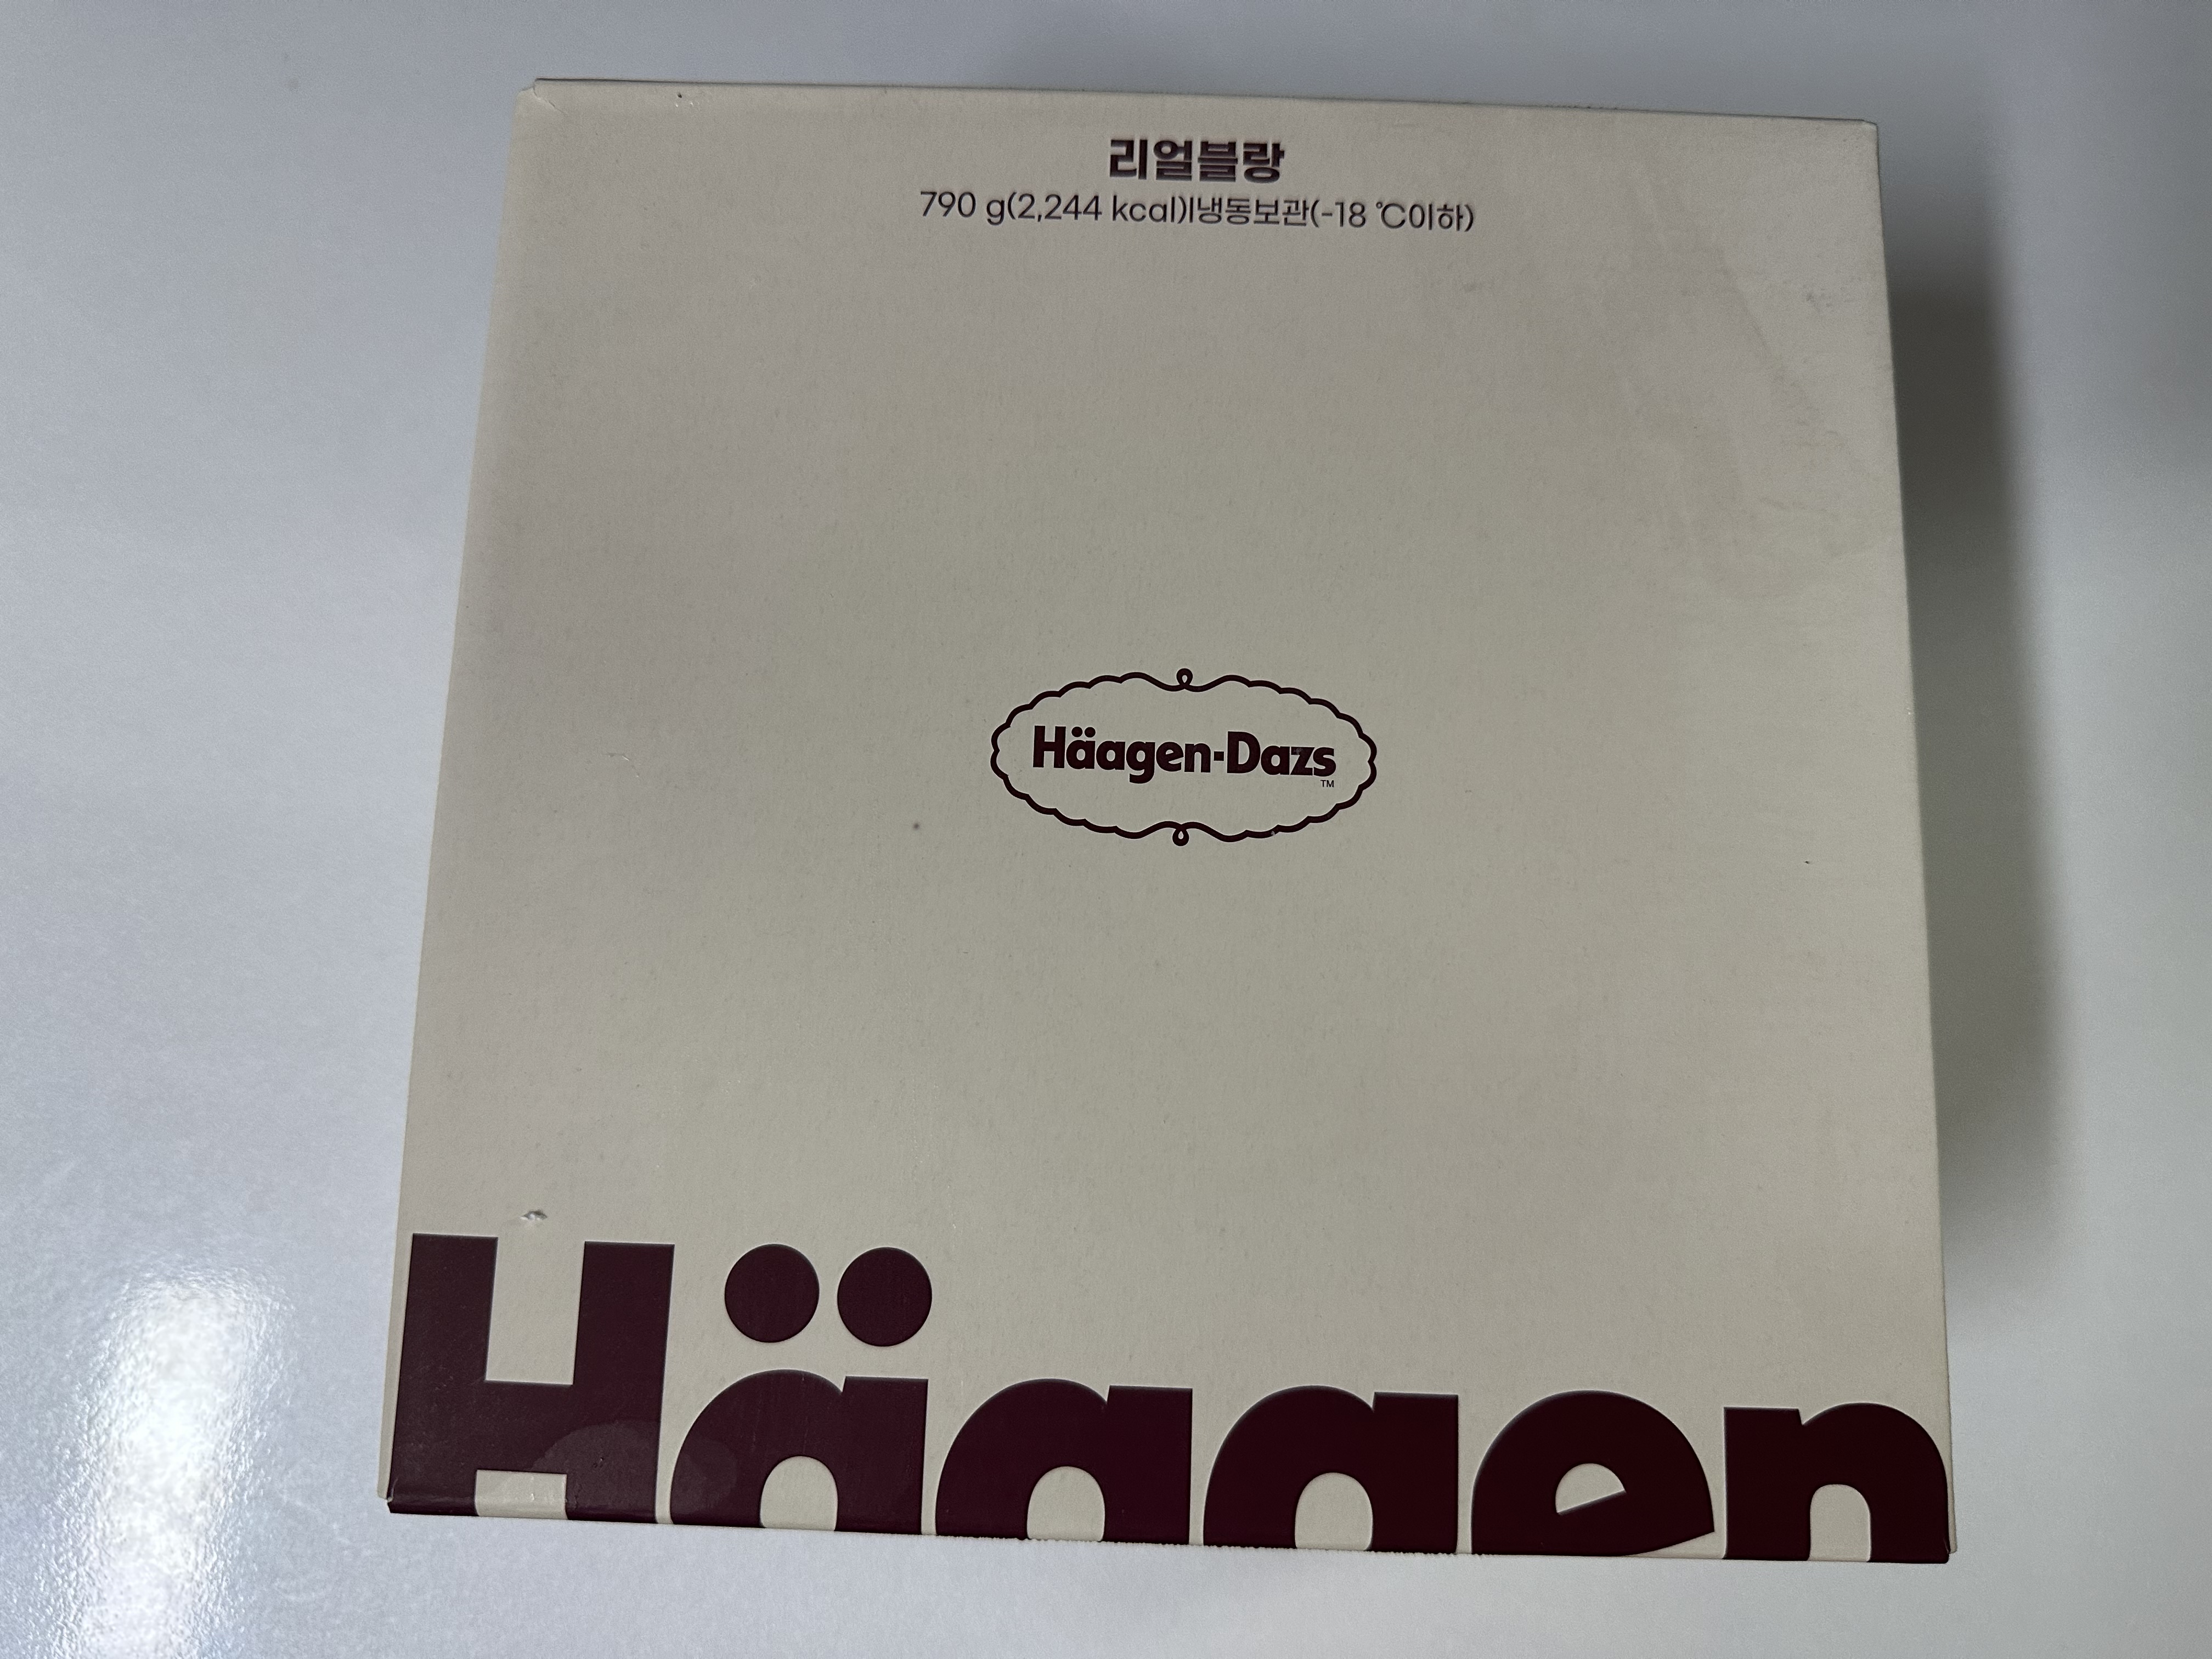 리얼블랑
790 g(2,244 kcal)|냉동보관(-18 ℃이하)
Häagen-Dazs
TM
Häagen